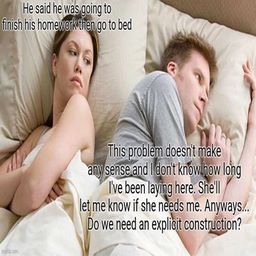 He said he was going to
finish his homework then go to bed
This problem doesn't make
any sense and I don't know how long
I've been laying here. She'll
let me know if she needs me. Anyways...
Do we need an explicit construction?
imgflip.com